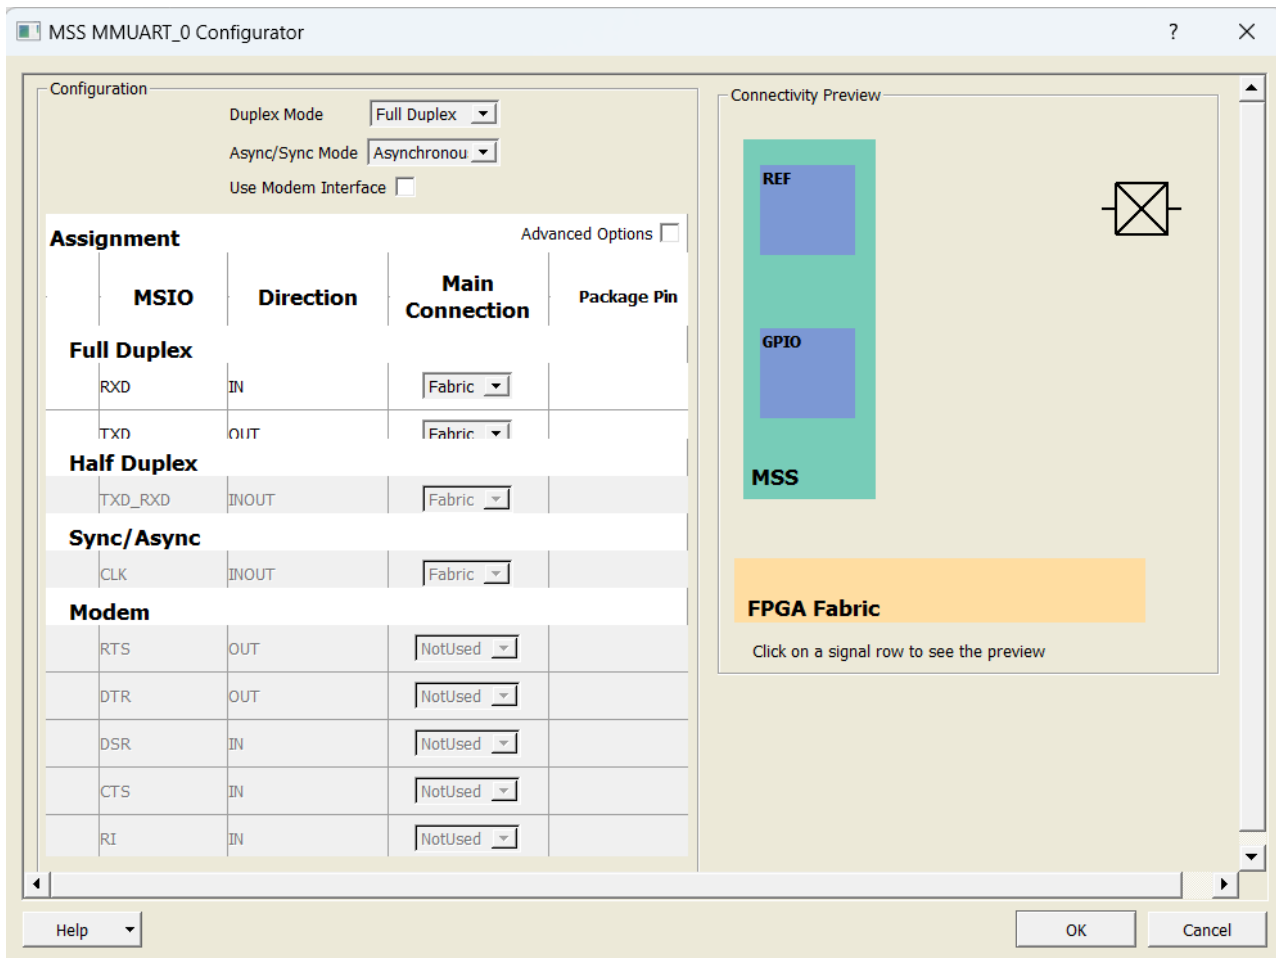 MSS MMUART_0 Configurator
?
Configuration
Duplex Mode Full Duplex
Async/Sync Mode Asynchronou
Use Modem Interface
Assignment Advanced Options
MSIO Direction Main Connection Package Pin
Full Duplex
RXD IN Fabric
TXD OUT Fabric
Half Duplex
TXD_RXD INOUT Fabric
Sync/Async
CLK INOUT Fabric
Modem
RTS OUT NotUsed
DTR OUT NotUsed
DSR IN NotUsed
CTS IN NotUsed
RI IN NotUsed
Connectivity Preview
REF
GPIO
MSS
FPGA Fabric
Click on a signal row to see the preview
Help
OK
Cancel